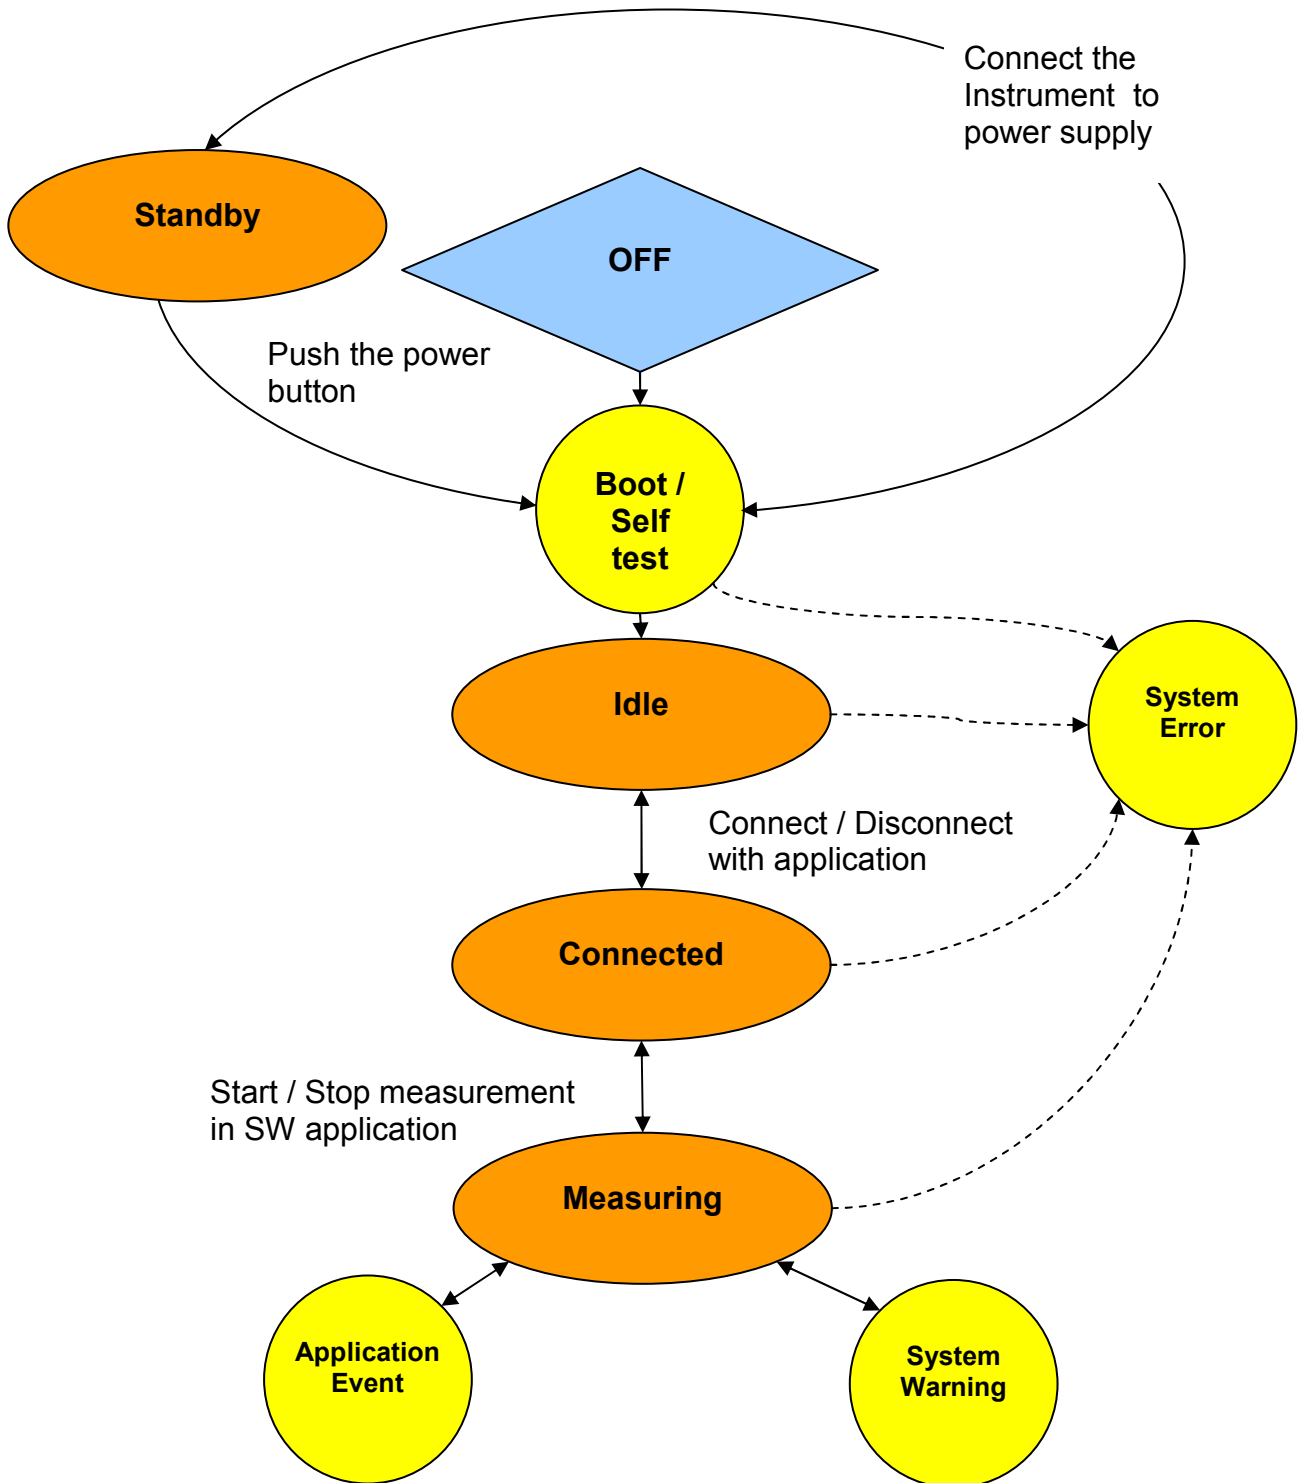 Connect the
Instrument to
power supply
Standby
OFF
Push the power
button
Boot /
Self
test
Idle
System
Error
Connect / Disconnect
with application
Connected
Start / Stop measurement
in SW application
Measuring
Application
Event
System
Warning